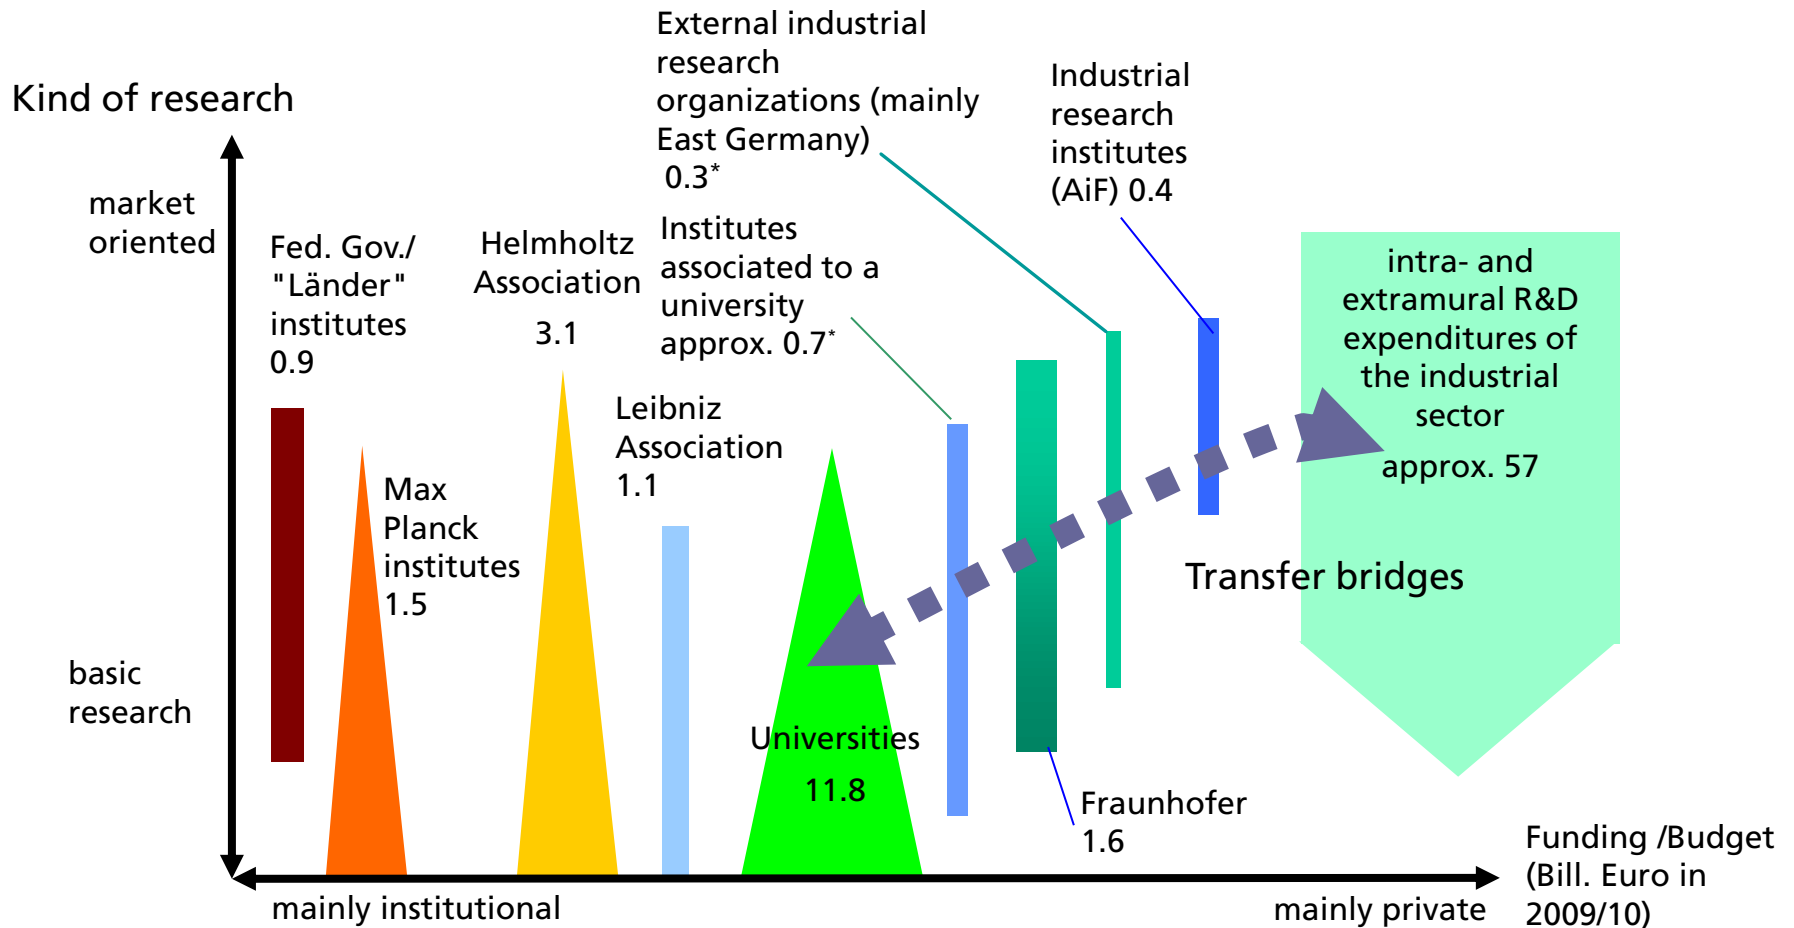 Kind of research
market
oriented
basic
research
Fed. Gov./
"Länder"
institutes
0.9
Max
Planck
institutes
1.5
Helmholtz
Association
3.1
Leibniz
Association
1.1
External industrial
research
organizations (mainly
East Germany)
0.3*
Institutes
associated to a
university
approx. 0.7*
Universities
11.8
Industrial
research
institutes
(AiF) 0.4
Fraunhofer
1.6
intra- and
extramural R&D
expenditures of
the industrial
sector
approx. 57
Transfer bridges
mainly institutional
mainly private
Funding /Budget
(Bill. Euro in
2009/10)